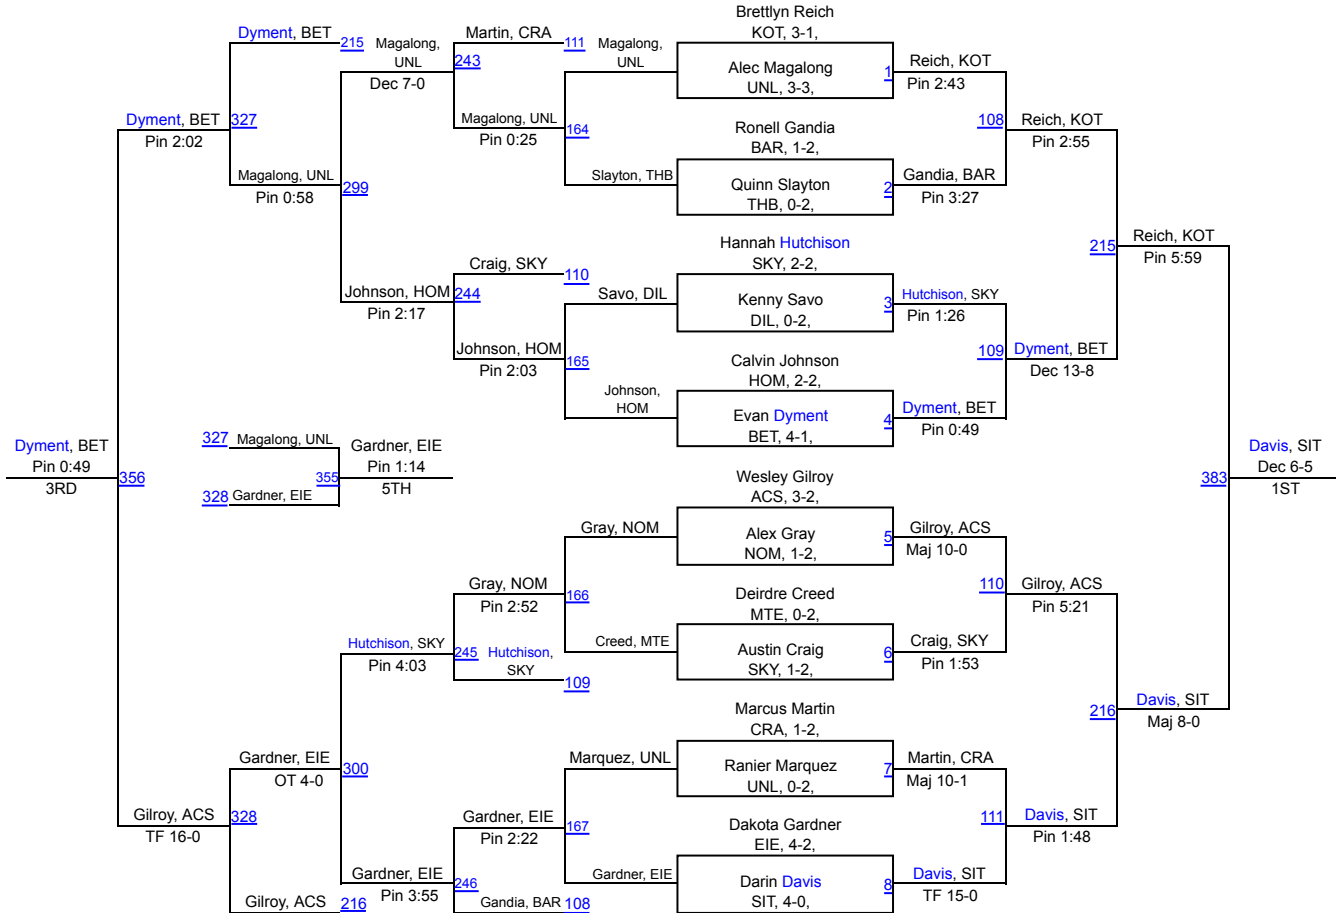 Brettlyn Reich
KOT, 3-1,
Dyment, BET
215
Martin, CRA
111
Magalong,
UNL
Magalong,
UNL
243
Dec 7-0
Alec Magalong
UNL, 3-3,
1
Reich, KOT
Pin 2:43
Dyment, BET
327
Pin 2:02
Magalong, UNL
Pin 0:25
164
Ronell Gandia
BAR, 1-2,
108
Reich, KOT
Pin 2:55
Magalong, UNL
Pin 0:58
299
Slayton, THB
Quinn Slayton
THB, 0-2,
2
Gandia, BAR
Pin 3:27
Hannah Hutchison
SKY, 2-2,
215
Reich, KOT
Pin 5:59
Craig, SKY
110
Johnson, HOM
244
Pin 2:17
Savo, DIL
Kenny Savo
DIL, 0-2,
3
Hutchison, SKY
Pin 1:26
Johnson, HOM
Pin 2:03
165
Calvin Johnson
HOM, 2-2,
109
Dyment, BET
Dec 13-8
Johnson,
HOM
Evan Dyment
BET, 4-1,
4
Dyment, BET
Pin 0:49
Dyment, BET
Pin 0:49
3RD
356
327
Magalong, UNL
328
Gardner, EIE
355
Gardner, EIE
Pin 1:14
5TH
Wesley Gilroy
ACS, 3-2,
383
Davis, SIT
Dec 6-5
1ST
Gray, NOM
Alex Gray
NOM, 1-2,
5
Gilroy, ACS
Maj 10-0
Gray, NOM
Pin 2:52
166
Deirdre Creed
MTE, 0-2,
110
Gilroy, ACS
Pin 5:21
Hutchison, SKY
Pin 4:03
245
Hutchison,
SKY
109
Creed, MTE
Austin Craig
SKY, 1-2,
6
Craig, SKY
Pin 1:53
Marcus Martin
CRA, 1-2,
216
Davis, SIT
Maj 8-0
Gardner, EIE
OT 4-0
300
Marquez, UNL
Ranier Marquez
UNL, 0-2,
7
Martin, CRA
Maj 10-1
Gilroy, ACS
TF 16-0
328
Gardner, EIE
Pin 2:22
167
Dakota Gardner
EIE, 4-2,
111
Davis, SIT
Pin 1:48
Gardner, EIE
Pin 3:55
246
Gardner, EIE
Darin Davis
SIT, 4-0,
8
Davis, SIT
TF 15-0
Gilroy, ACS
216
Gandia, BAR
108